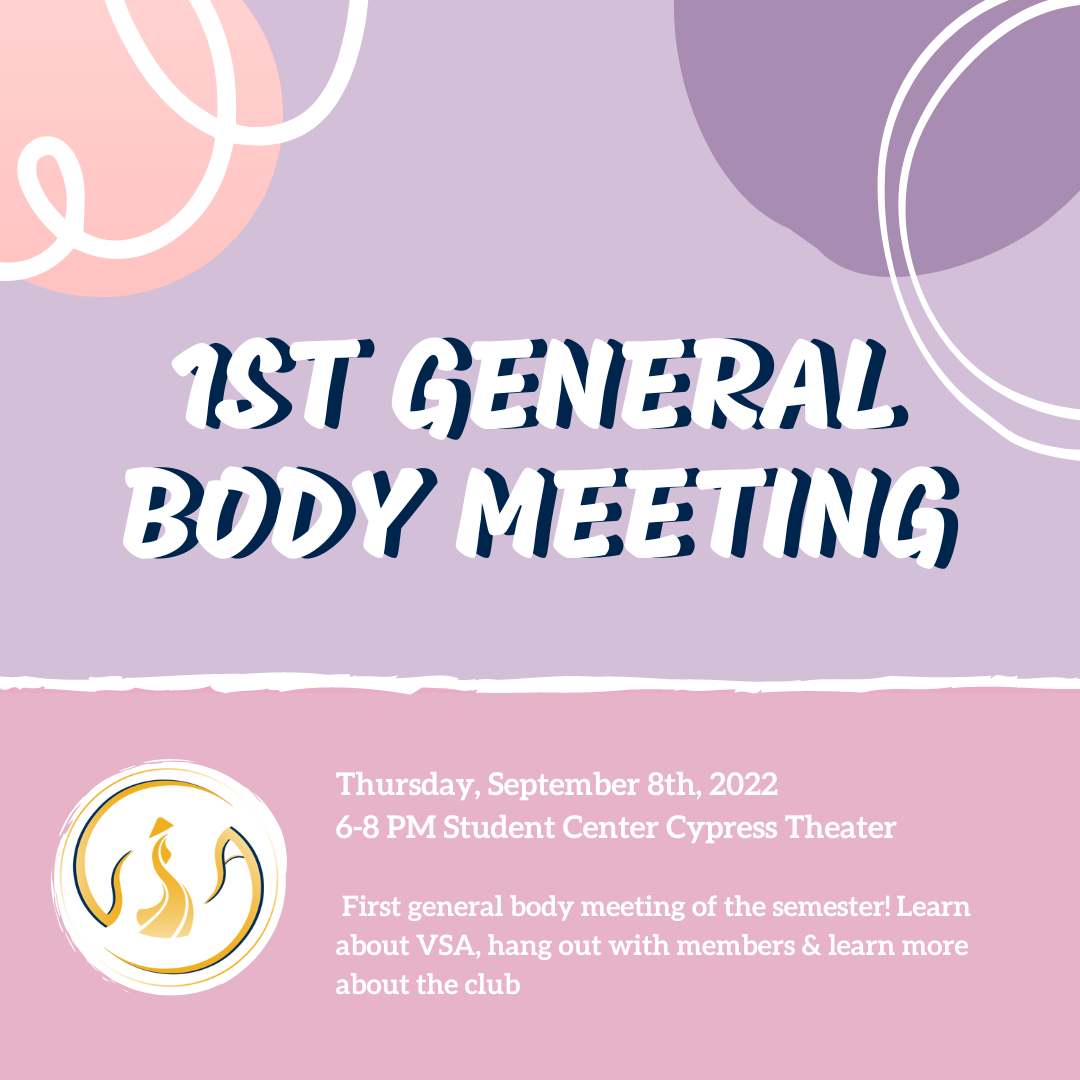 1ST GENERAL
BODY MEETING
Thursday, September 8th, 2022
6-8 PM Student Center Cypress Theater
First general body meeting of the semester! Learn
about VSA, hang out with members & learn more
about the club
VSA